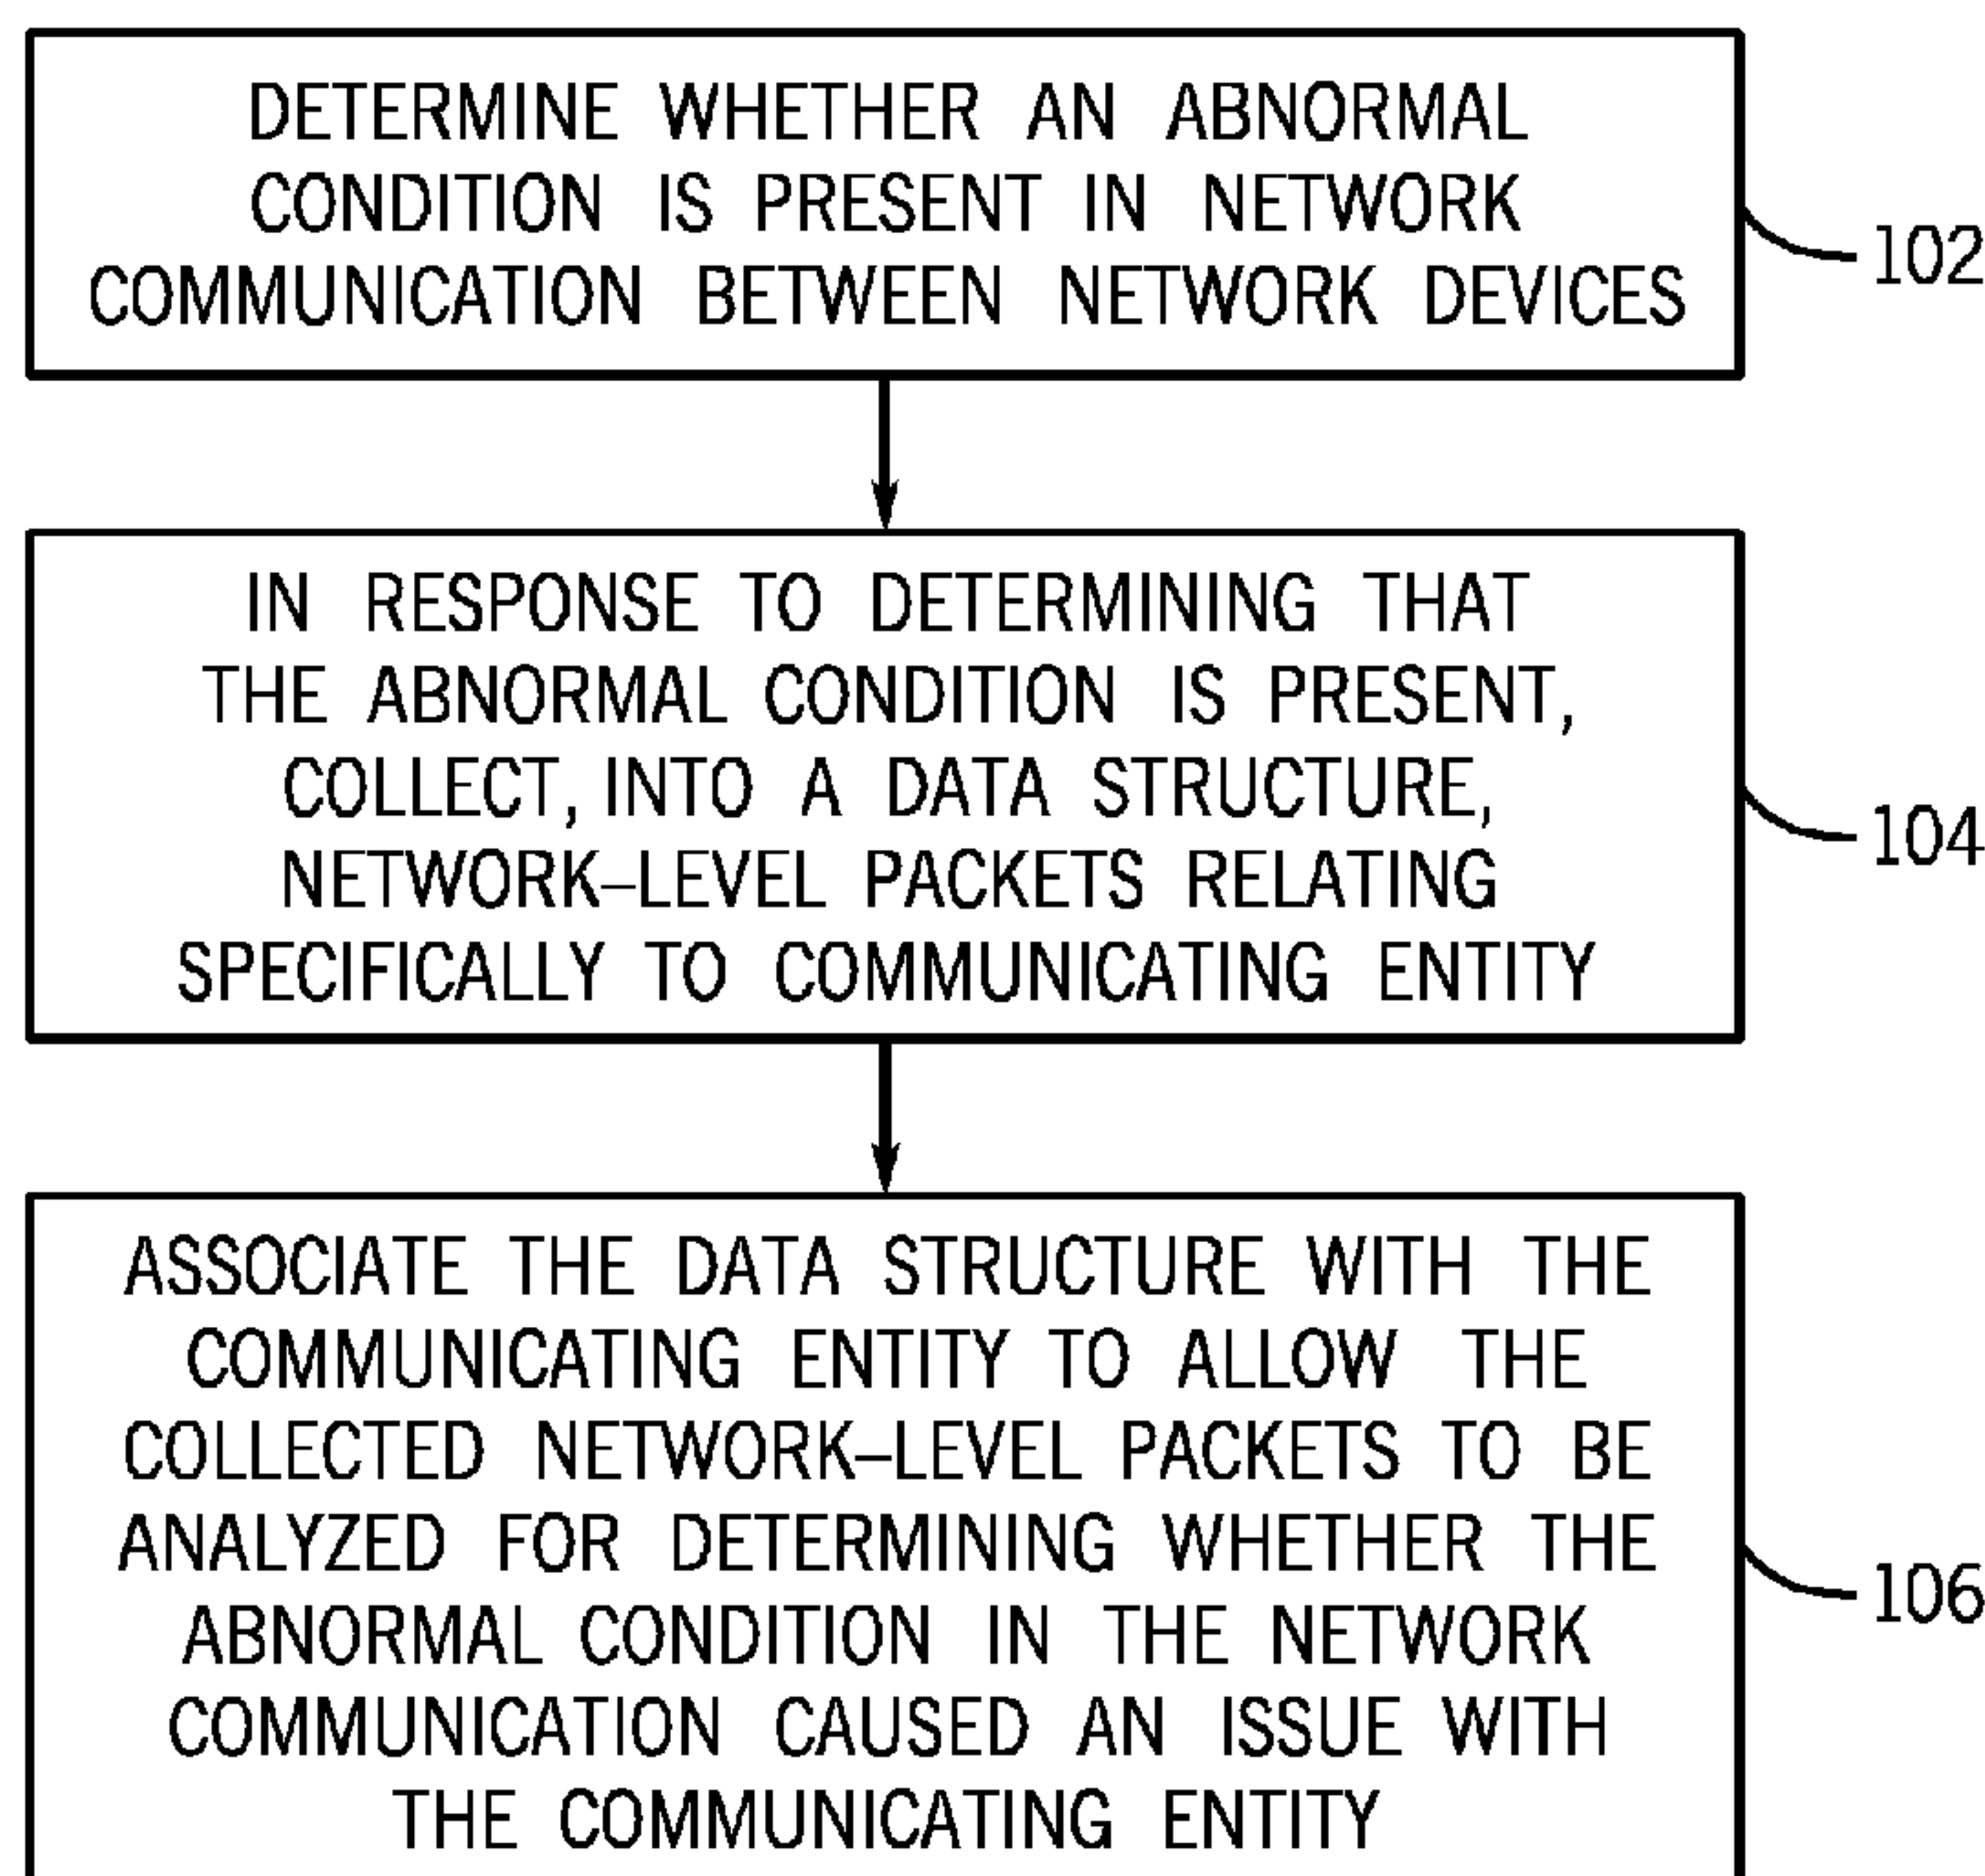 DETERMINE WHETHER AN ABNORMAL
CONDITION IS PRESENT IN NETWORK
COMMUNICATION BETWEEN NETWORK DEVICES
102
IN RESPONSE TO DETERMINING THAT
THE ABNORMAL CONDITION IS PRESENT,
COLLECT, INTO A DATA STRUCTURE,
NETWORK–LEVEL PACKETS RELATING
SPECIFICALLY TO COMMUNICATING ENTITY
104
ASSOCIATE THE DATA STRUCTURE WITH THE
COMMUNICATING ENTITY TO ALLOW THE
COLLECTED NETWORK–LEVEL PACKETS TO BE
ANALYZED FOR DETERMINING WHETHER THE
ABNORMAL CONDITION IN THE NETWORK
COMMUNICATION CAUSED AN ISSUE WITH
THE COMMUNICATING ENTITY
106